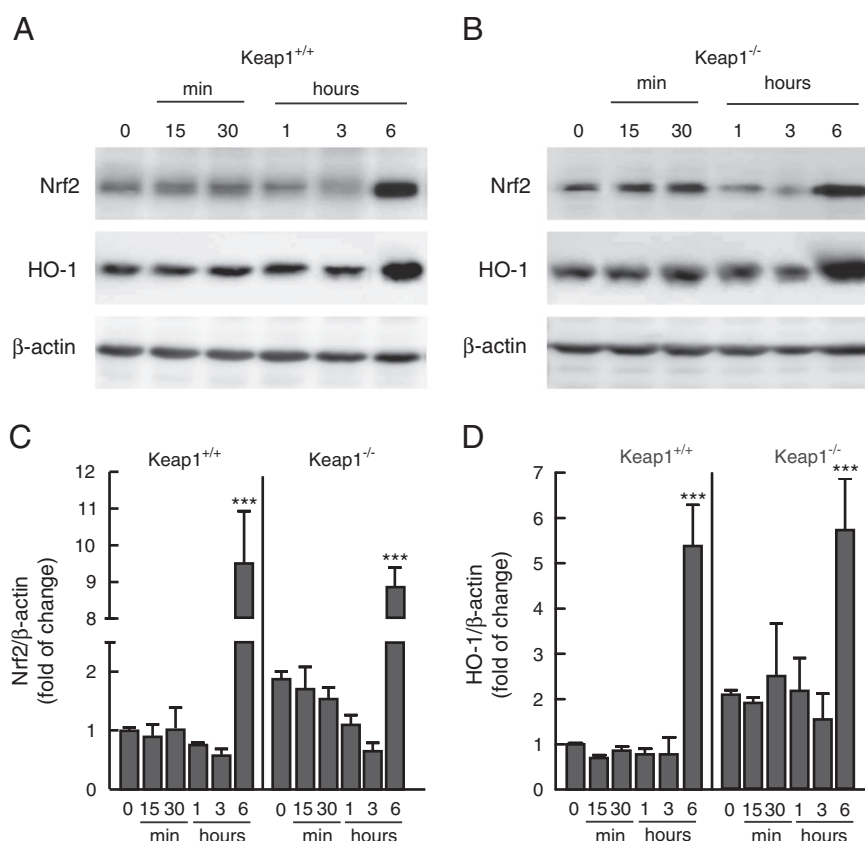 A
Keap1+/+
min hours
0 15 30 1 3 6
Nrf2
HO-1
β-actin
B
Keap1-/-
min hours
0 15 30 1 3 6
Nrf2
HO-1
β-actin
C
Keap1+/+ Keap1-/-
Nrf2/β-actin
(fold of change)
12
11
10
9
8
2
1
0
*** ***
0 15 30 1 3 6 0 15 30 1 3 6
min hours min hours
D
Keap1+/+ Keap1-/-
HO-1/β-actin
(fold of change)
7
6
5
4
3
2
1
0
*** ***
0 15 30 1 3 6 0 15 30 1 3 6
min hours min hours